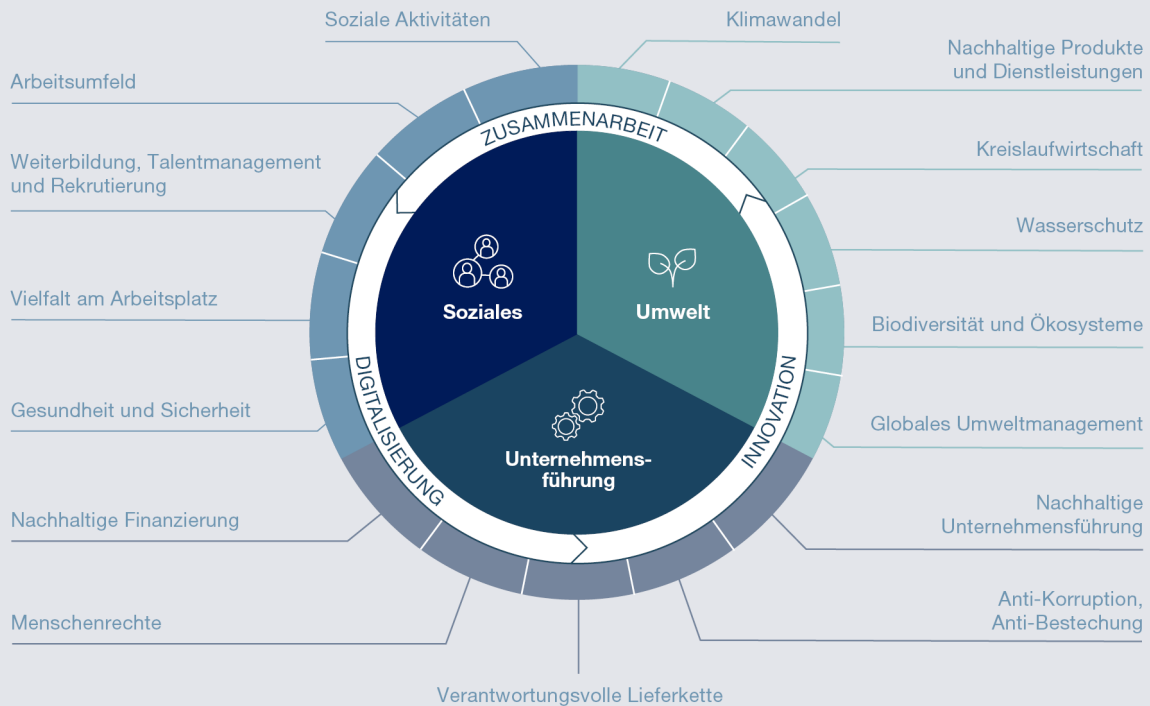 Soziale Aktivitäten
Klimawandel
Arbeitsumfeld
Nachhaltige Produkte
und Dienstleistungen
ZUSAMMENARBEIT
Weiterbildung, Talentmanagement
und Rekrutierung
Kreislaufwirtschaft
Wasserschutz
Vielfalt am Arbeitsplatz
Soziales
Umwelt
Biodiversität und Ökosysteme
DIGITALISIERUNG
INNOVATION
Gesundheit und Sicherheit
Globales Umweltmanagement
Unternehmens-
führung
Nachhaltige Finanzierung
Nachhaltige
Unternehmensführung
Menschenrechte
Anti-Korruption,
Anti-Bestechung
Verantwortungsvolle Lieferkette